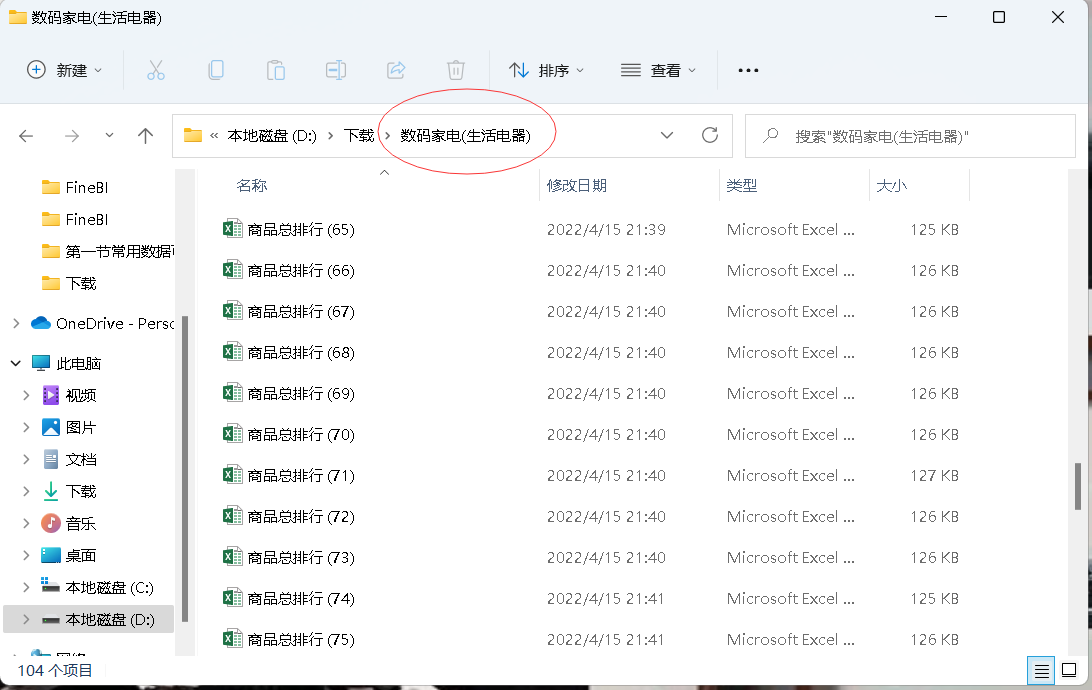 数码家电(生活电器)
新建 排序 查看 •••
« 本地磁盘 (D:) › 下载 › 数码家电(生活电器) 搜索"数码家电(生活电器)"
FineBI
FineBI
第一节常用数据
下载
OneDrive - Perso
此电脑
视频
图片
文档
下载
音乐
桌面
本地磁盘 (C:)
本地磁盘 (D:)
网络
名称 修改日期 类型 大小
商品总排行 (65) 2022/4/15 21:39 Microsoft Excel ... 125 KB
商品总排行 (66) 2022/4/15 21:40 Microsoft Excel ... 126 KB
商品总排行 (67) 2022/4/15 21:40 Microsoft Excel ... 126 KB
商品总排行 (68) 2022/4/15 21:40 Microsoft Excel ... 126 KB
商品总排行 (69) 2022/4/15 21:40 Microsoft Excel ... 126 KB
商品总排行 (70) 2022/4/15 21:40 Microsoft Excel ... 126 KB
商品总排行 (71) 2022/4/15 21:40 Microsoft Excel ... 127 KB
商品总排行 (72) 2022/4/15 21:40 Microsoft Excel ... 126 KB
商品总排行 (73) 2022/4/15 21:40 Microsoft Excel ... 126 KB
商品总排行 (74) 2022/4/15 21:41 Microsoft Excel ... 125 KB
商品总排行 (75) 2022/4/15 21:41 Microsoft Excel ... 126 KB
104 个项目